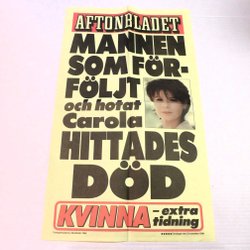 AFTONBLADET
MANNEN
SOM FÖR-
FÖLJT
och hotat
Carola
HITTADES
DÖD
KVINNA – extra
tidning